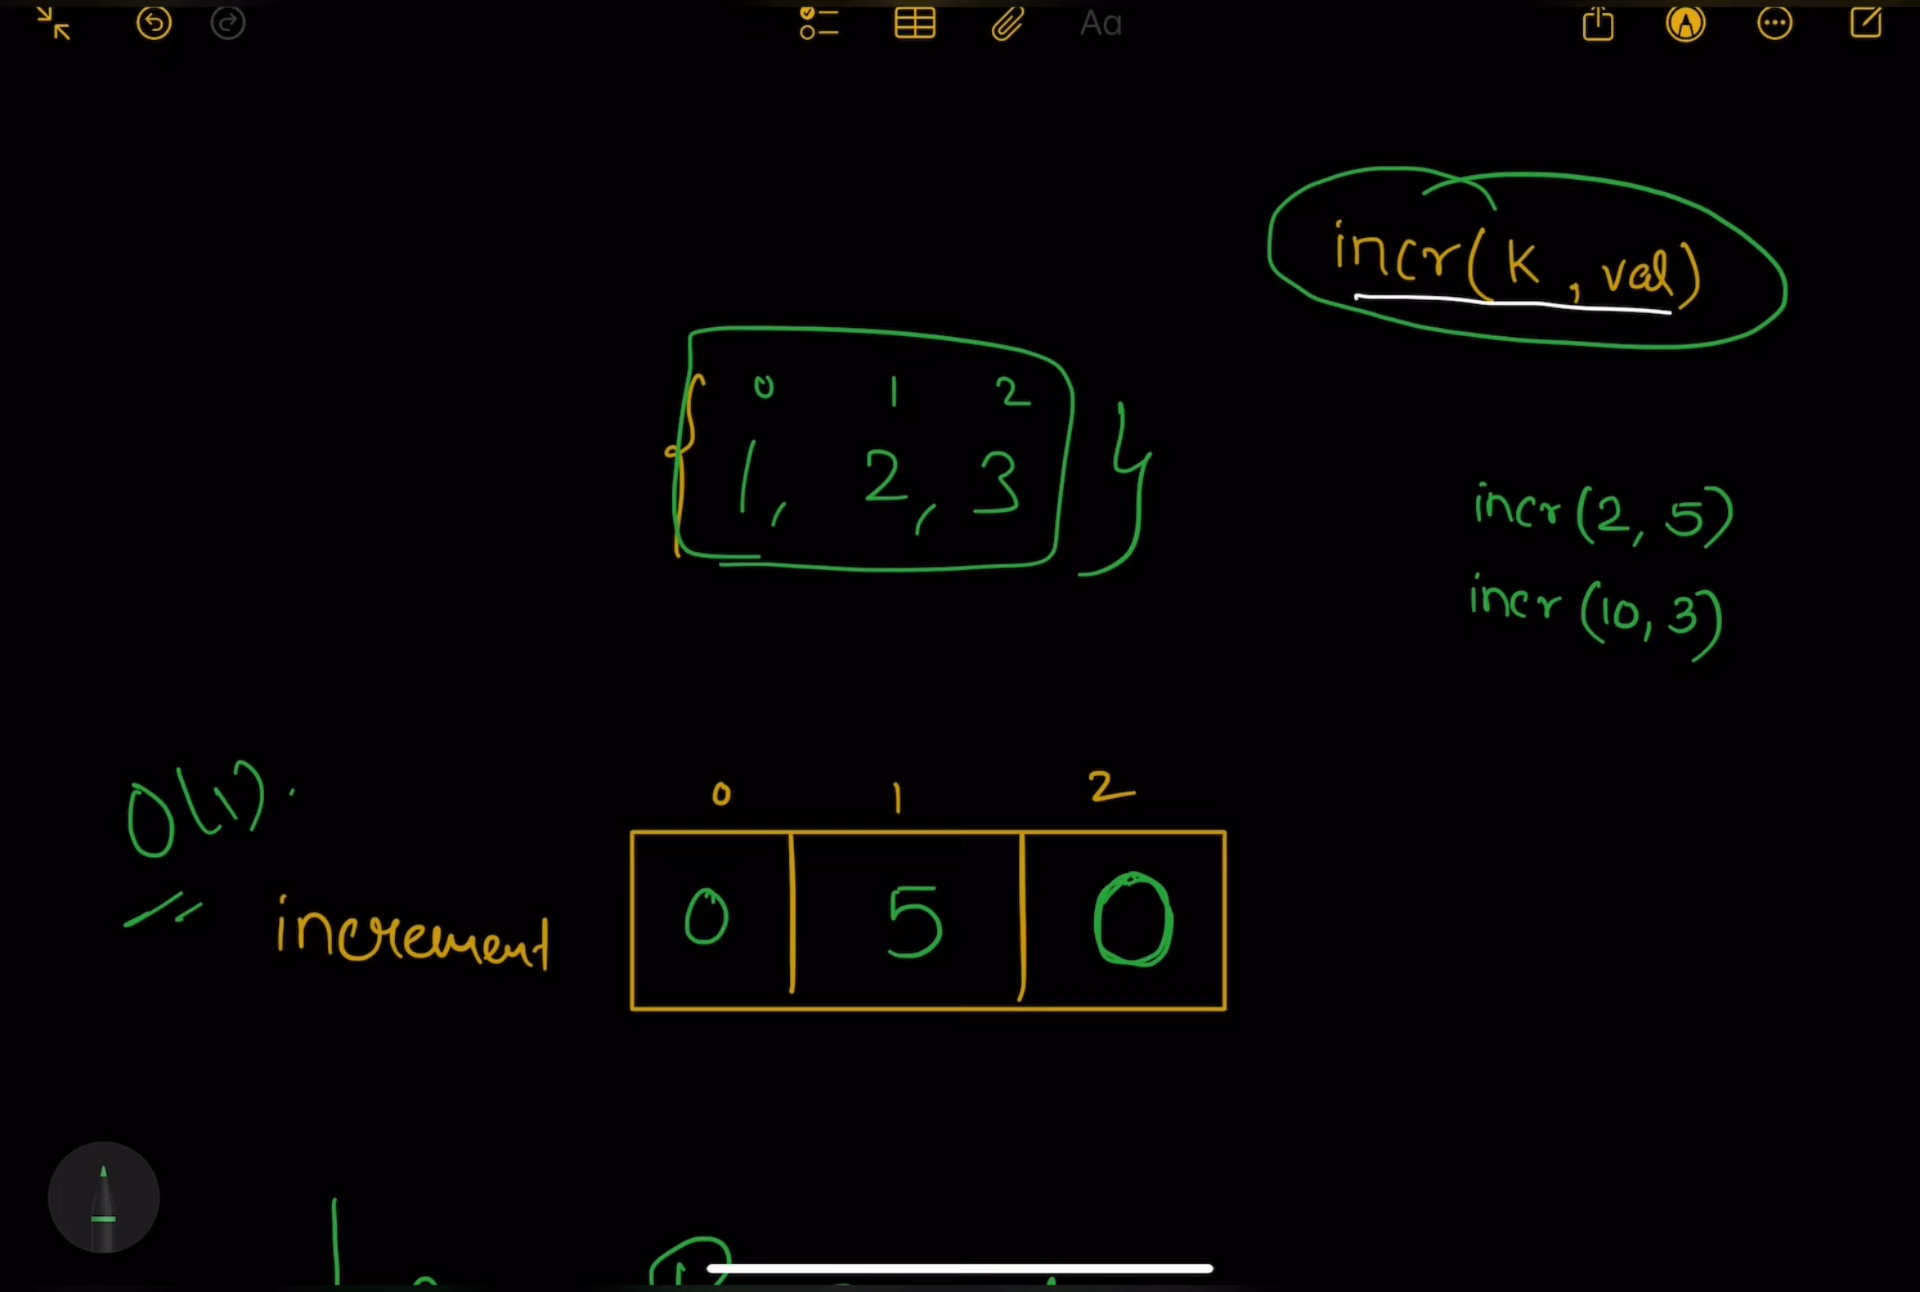 Aa
incr(K, val)
0 1 2
{ 1, 2, 3 }
incr(2, 5)
incr(10, 3)
O(1).
0 1 2
increment 0 5 0